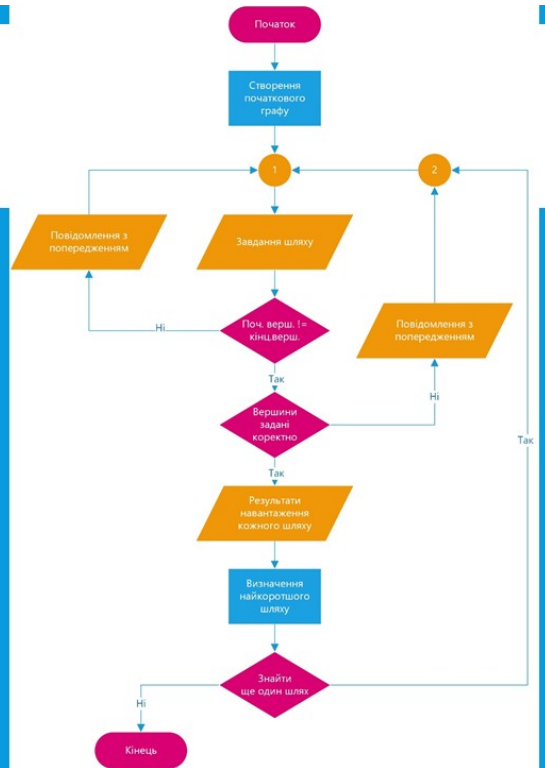 Початок
Створення
початкового
графу
1
2
Повідомлення з
попередженням
Завдання шляху
Ні
Поч. верш. !=
кінц.верш.
Повідомлення з
попередженням
Так
Ні
Вершини
задані
коректно
Так
Так
Результати
навантаження
кожного шляху
Визначення
найкоротшого
шляху
Знайти
ще один шлях
Ні
Кінець